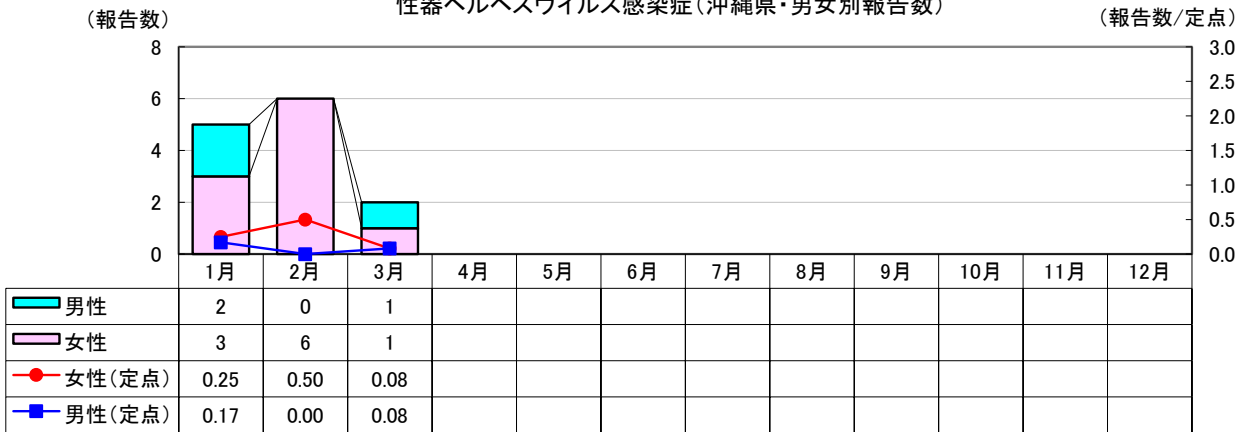 性器ヘルペスウイルス感染症（沖縄県・男女別報告数）
（報告数）
（報告数/定点）
8
6
4
2
0
3.0
2.5
2.0
1.5
1.0
0.5
0.0
1月 2月 3月 4月 5月 6月 7月 8月 9月 10月 11月 12月
男性 2 0 1
女性 3 6 1
女性（定点） 0.25 0.50 0.08
男性（定点） 0.17 0.00 0.08